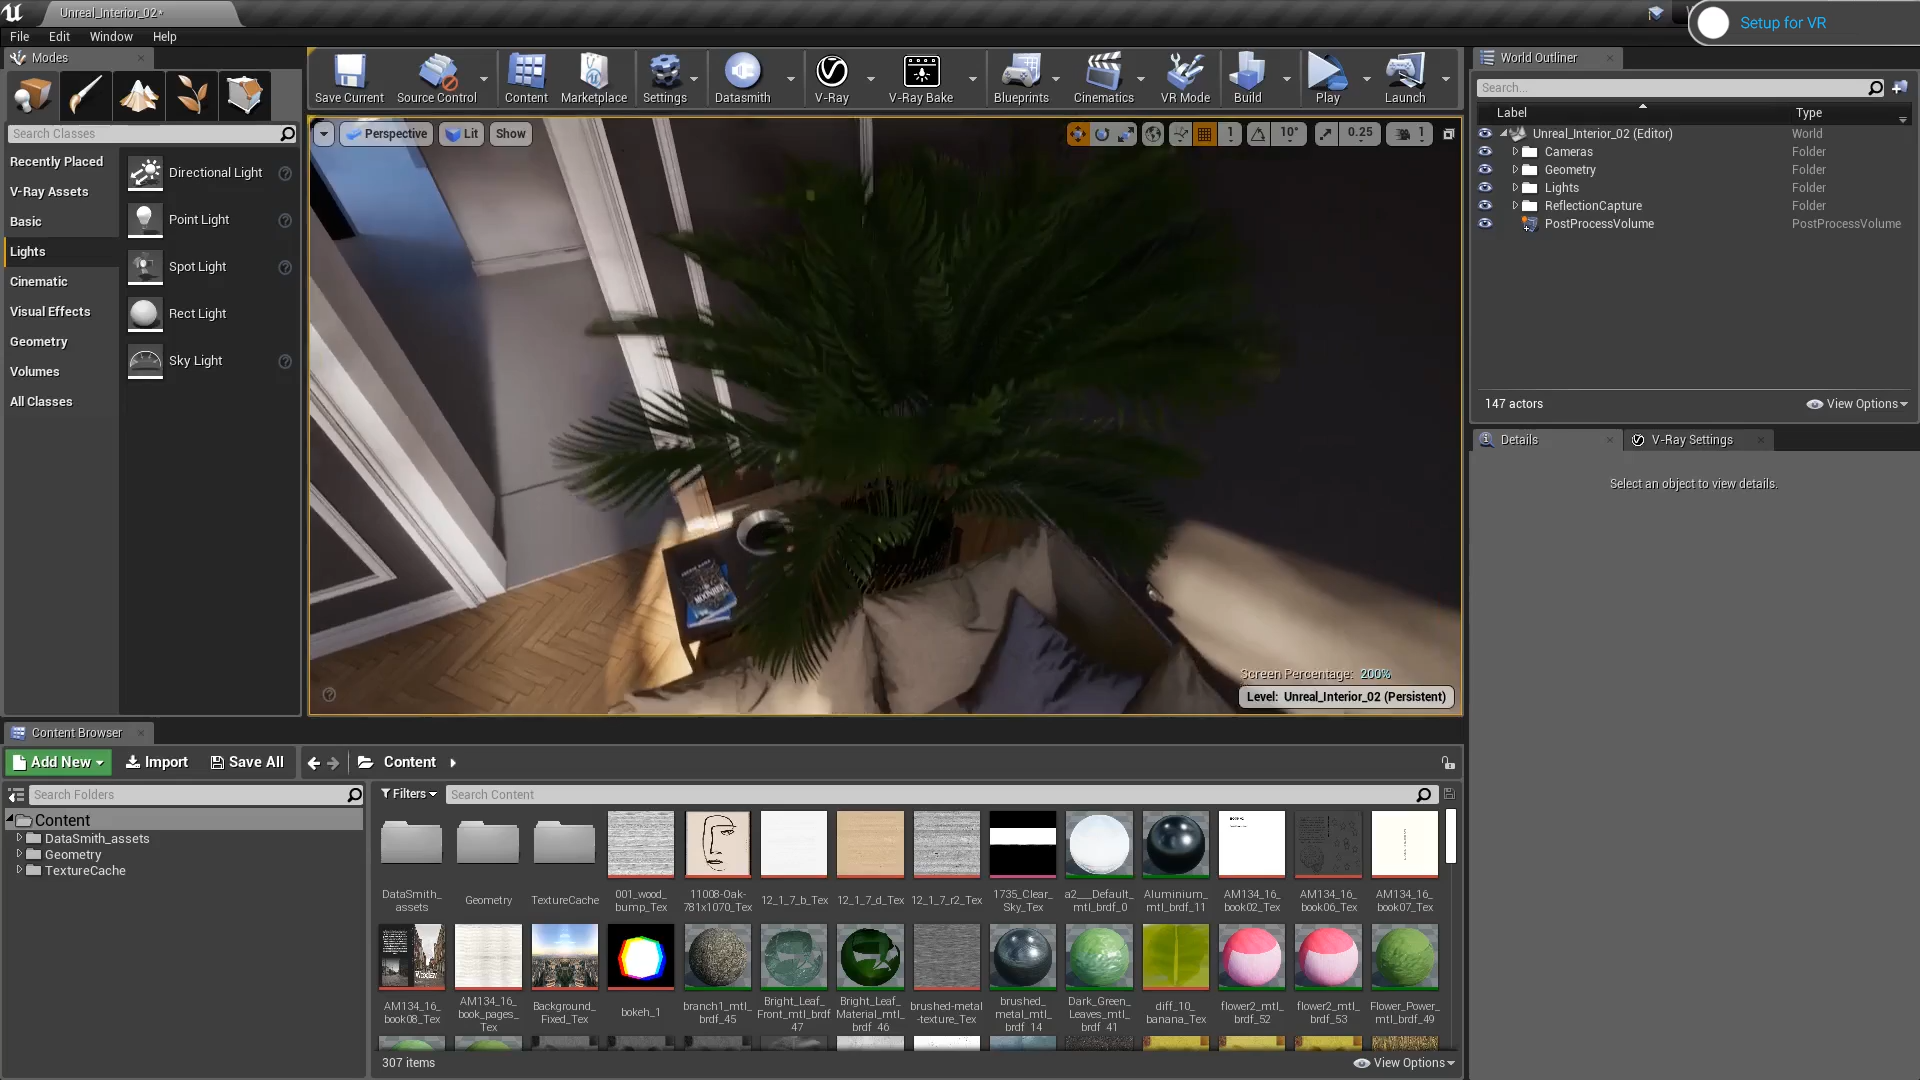 Unreal_Interior_02*
Setup for VR
File Edit Window Help
Modes
Search Classes
Recently Placed
V-Ray Assets
Basic
Lights
Cinematic
Visual Effects
Geometry
Volumes
All Classes
Directional Light
Point Light
Spot Light
Rect Light
Sky Light
Save Current
Source Control
Content
Marketplace
Settings
Datasmith
V-Ray
V-Ray Bake
Blueprints
Cinematics
VR Mode
Build
Play
Launch
Perspective
Lit
Show
1
10°
0.25
1
Screen Percentage: 200%
Level: Unreal_Interior_02 (Persistent)
World Outliner
Search...
Label Type
Unreal_Interior_02 (Editor) World
Cameras Folder
Geometry Folder
Lights Folder
ReflectionCapture Folder
PostProcessVolume PostProcessVolume
147 actors
View Options
Details
V-Ray Settings
Select an object to view details.
Content Browser
Add New
Import
Save All
Content
Search Folders
Content
DataSmith_assets
Geometry
TextureCache
Filters
Search Content
DataSmith_
assets
Geometry
TextureCache
001_wood_
bump_Tex
11008-Oak-
781x1070_Tex
12_1_7_b_Tex
12_1_7_d_Tex
12_1_7_r2_Tex
1735_Clear_
Sky_Tex
a2__Default_
mtl_brdf_0
Aluminium_
mtl_brdf_11
AM134_16_
book02_Tex
AM134_16_
book06_Tex
AM134_16_
book07_Tex
AM134_16_
book08_Tex
AM134_16_
book_pages_
Tex
Background_
Fixed_Tex
bokeh_1
branch1_mtl_
brdf_45
Bright_Leaf_
Front_mtl_brdf
47
Bright_Leaf_
Material_mtl_
brdf_46
brushed-metal
-texture_Tex
brushed_
metal_mtl_
brdf_14
Dark_Green_
Leaves_mtl_
brdf_41
diff_10_
banana_Tex
flower2_mtl_
brdf_52
flower2_mtl_
brdf_53
Flower_Power_
mtl_brdf_49
307 items
View Options